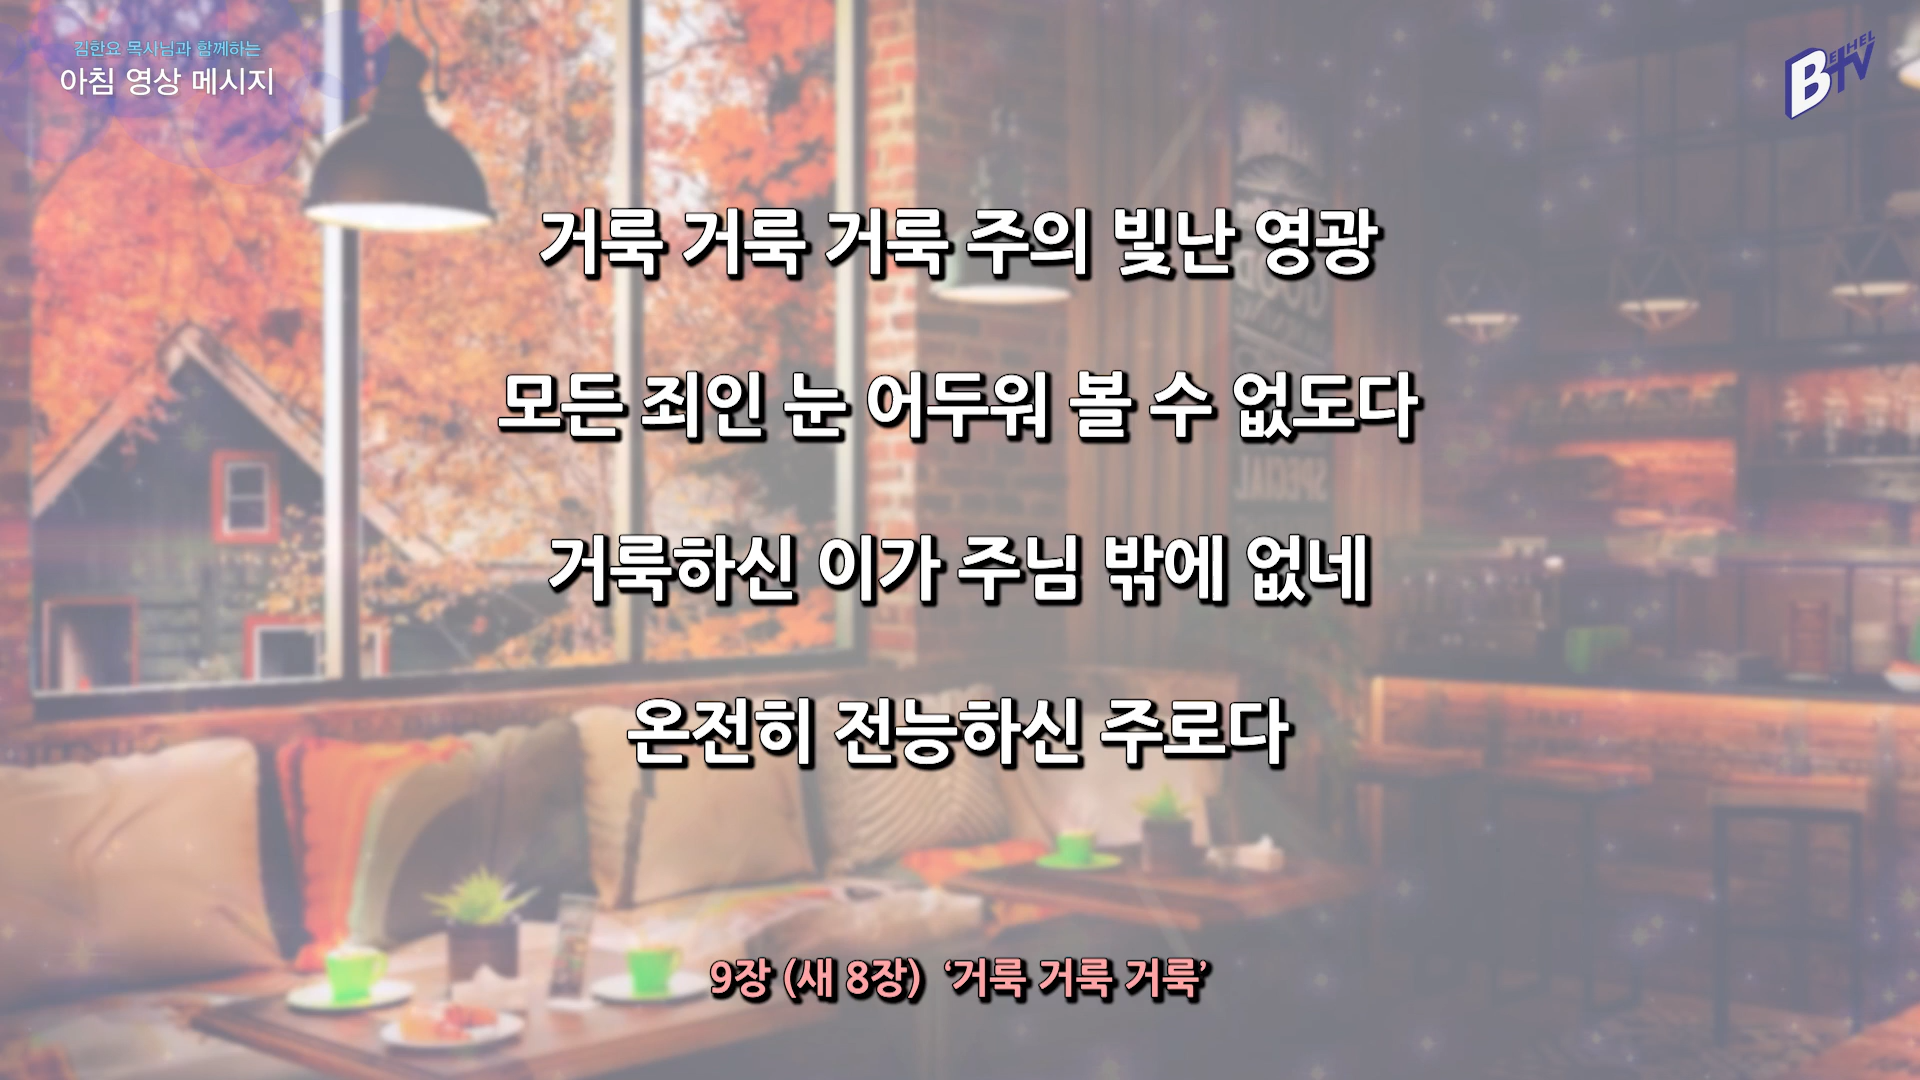 김한요 목사님과 함께하는
아침 영상 메시지
BETHEL
TV
거룩 거룩 거룩 주의 빛난 영광
모든 죄인 눈 어두워 볼 수 없도다
거룩하신 이가 주님 밖에 없네
온전히 전능하신 주로다
SPECIAL
9장 (새 8장) ‘거룩 거룩 거룩’